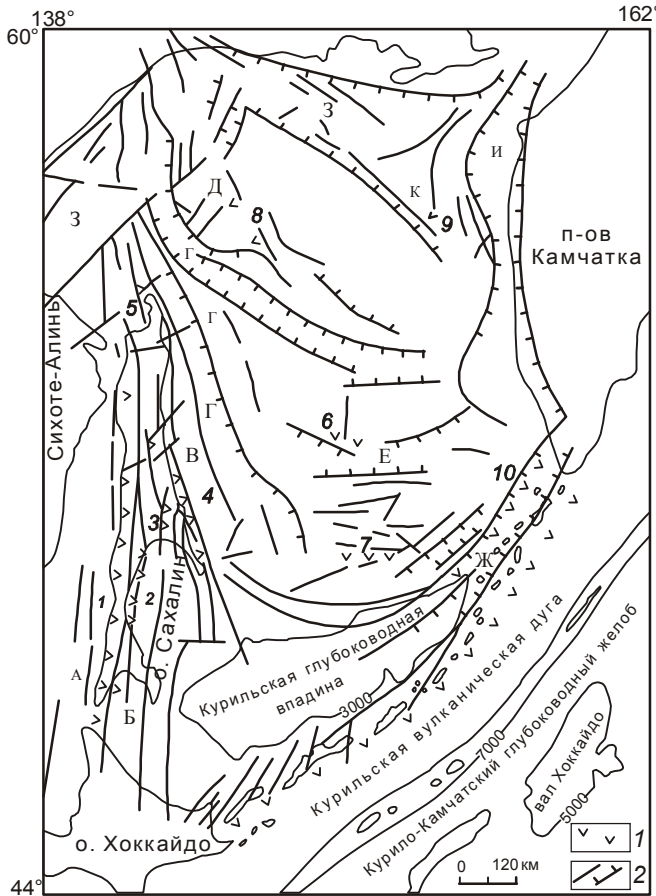 138°
162°
60°
З
И
К
Д
8
9
п-ов
Камчатка
З
Г
Г
5
Сихоте-Алинь
Г
6
Е
В
10
4
3
7
Ж
о. Сахалин
1
2
А
Б
Курильская глубоководная
впадина
3000
Курильская вулканическая дуга
7000
Курило-Камчатский глубоководный желоб
вал Хоккайдо
5000
о. Хоккайдо
1
0 120 км
2
44°